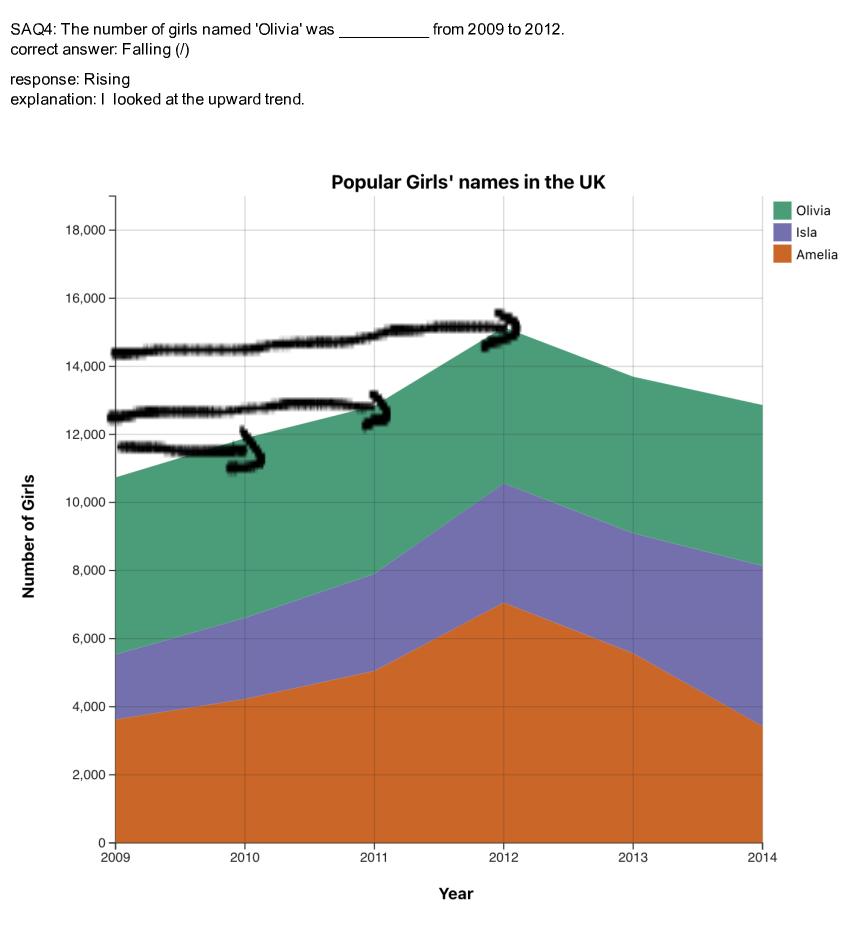 SAQ4: The number of girls named 'Olivia' was ___________ from 2009 to 2012.
correct answer: Falling (/)
response: Rising
explanation: I  looked at the upward trend.
Popular Girls' names in the UK
Olivia
Isla
Amelia
18,000
16,000
14,000
12,000
10,000
8,000
6,000
4,000
2,000
0
Number of Girls
2009 2010 2011 2012 2013 2014
Year